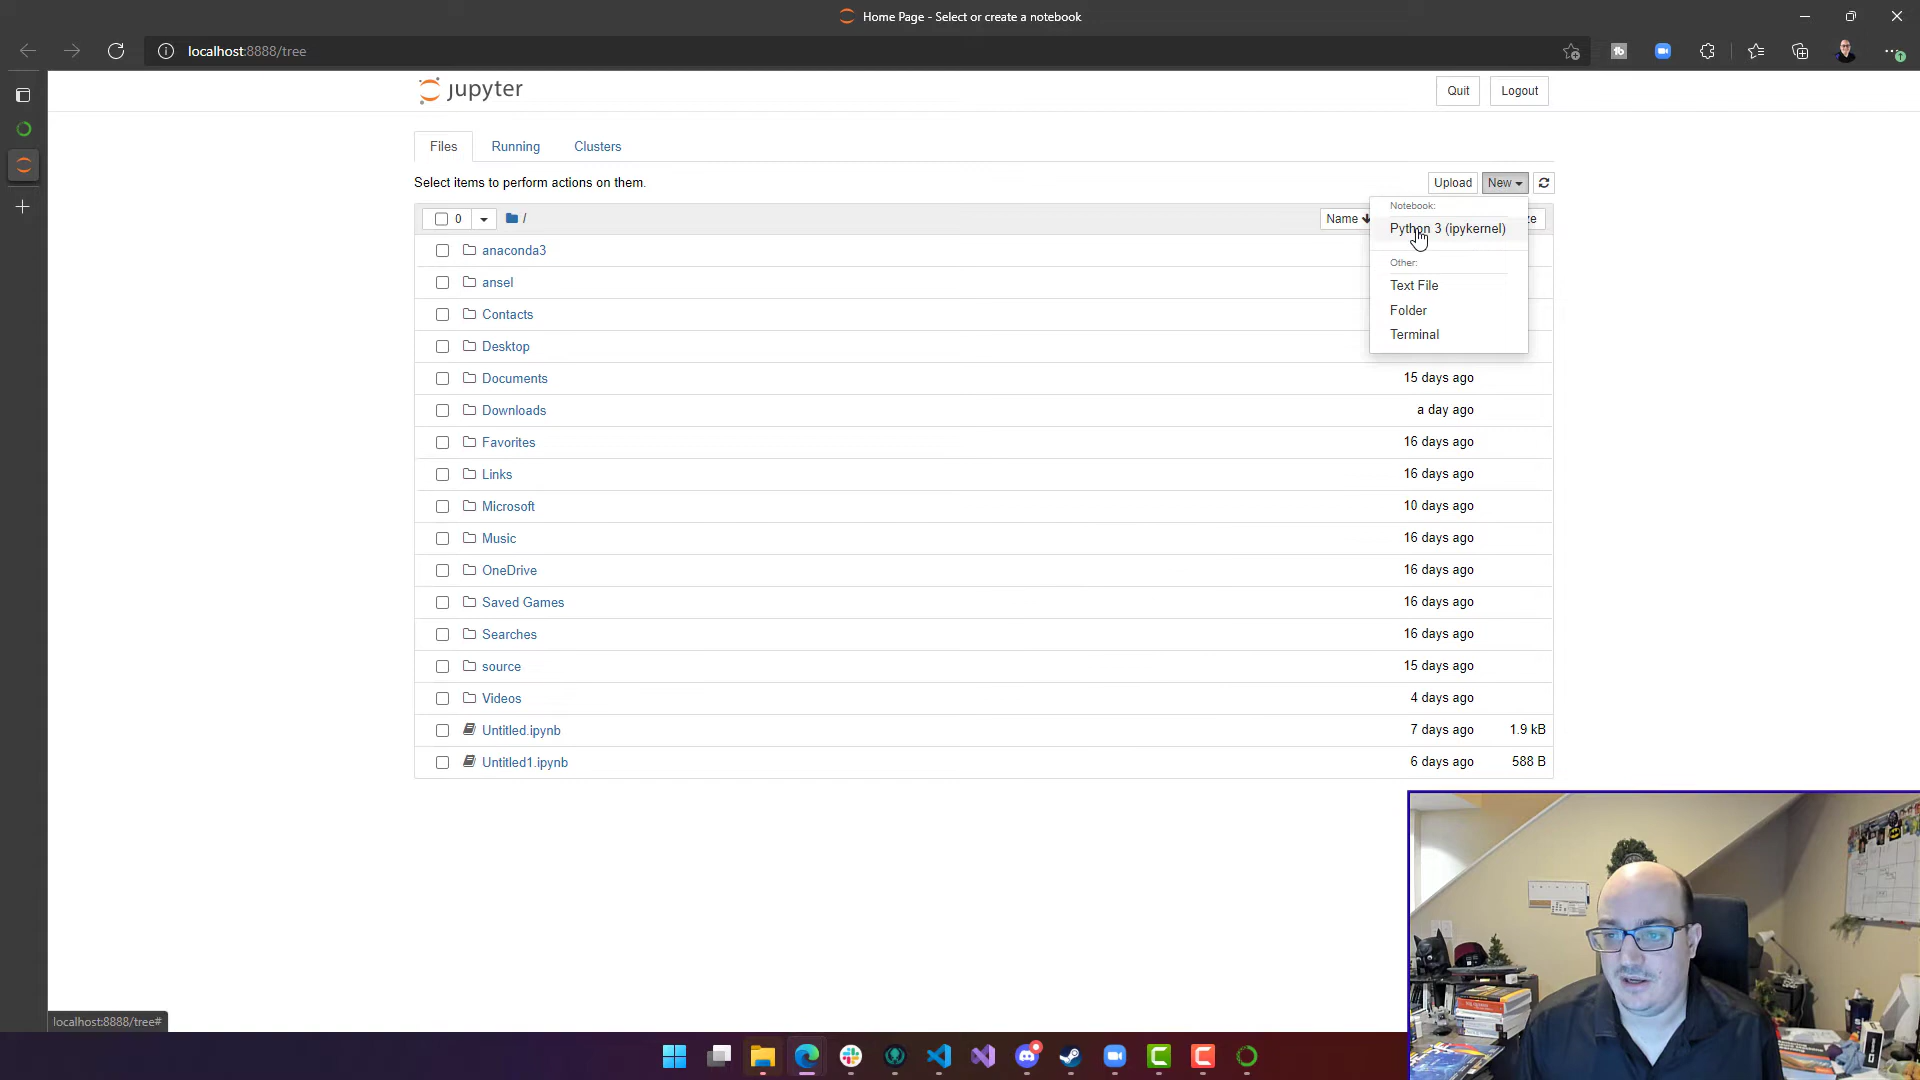 Home Page - Select or create a notebook
localhost:8888/tree
jupyter
Quit
Logout
Files
Running
Clusters
Select items to perform actions on them.
Upload
New
0
/
Name
ze
Notebook:
Python 3 (ipykernel)
Other:
Text File
Folder
Terminal
anaconda3
ansel
Contacts
Desktop
Documents 15 days ago
Downloads a day ago
Favorites 16 days ago
Links 16 days ago
Microsoft 10 days ago
Music 16 days ago
OneDrive 16 days ago
Saved Games 16 days ago
Searches 16 days ago
source 15 days ago
Videos 4 days ago
Untitled.ipynb 7 days ago 1.9 kB
Untitled1.ipynb 6 days ago 588 B
localhost:8888/tree#